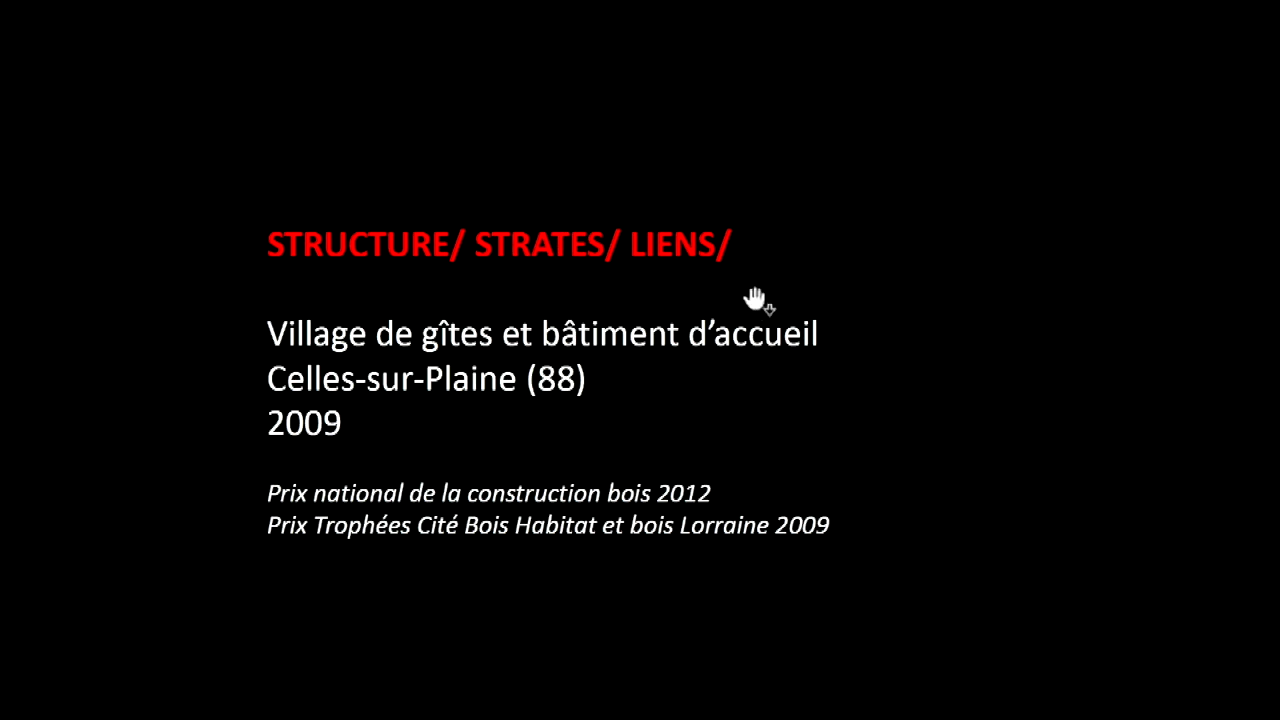 STRUCTURE/ STRATES/ LIENS/
Village de gîtes et bâtiment d’accueil
Celles-sur-Plaine (88)
2009
Prix national de la construction bois 2012
Prix Trophées Cité Bois Habitat et bois Lorraine 2009